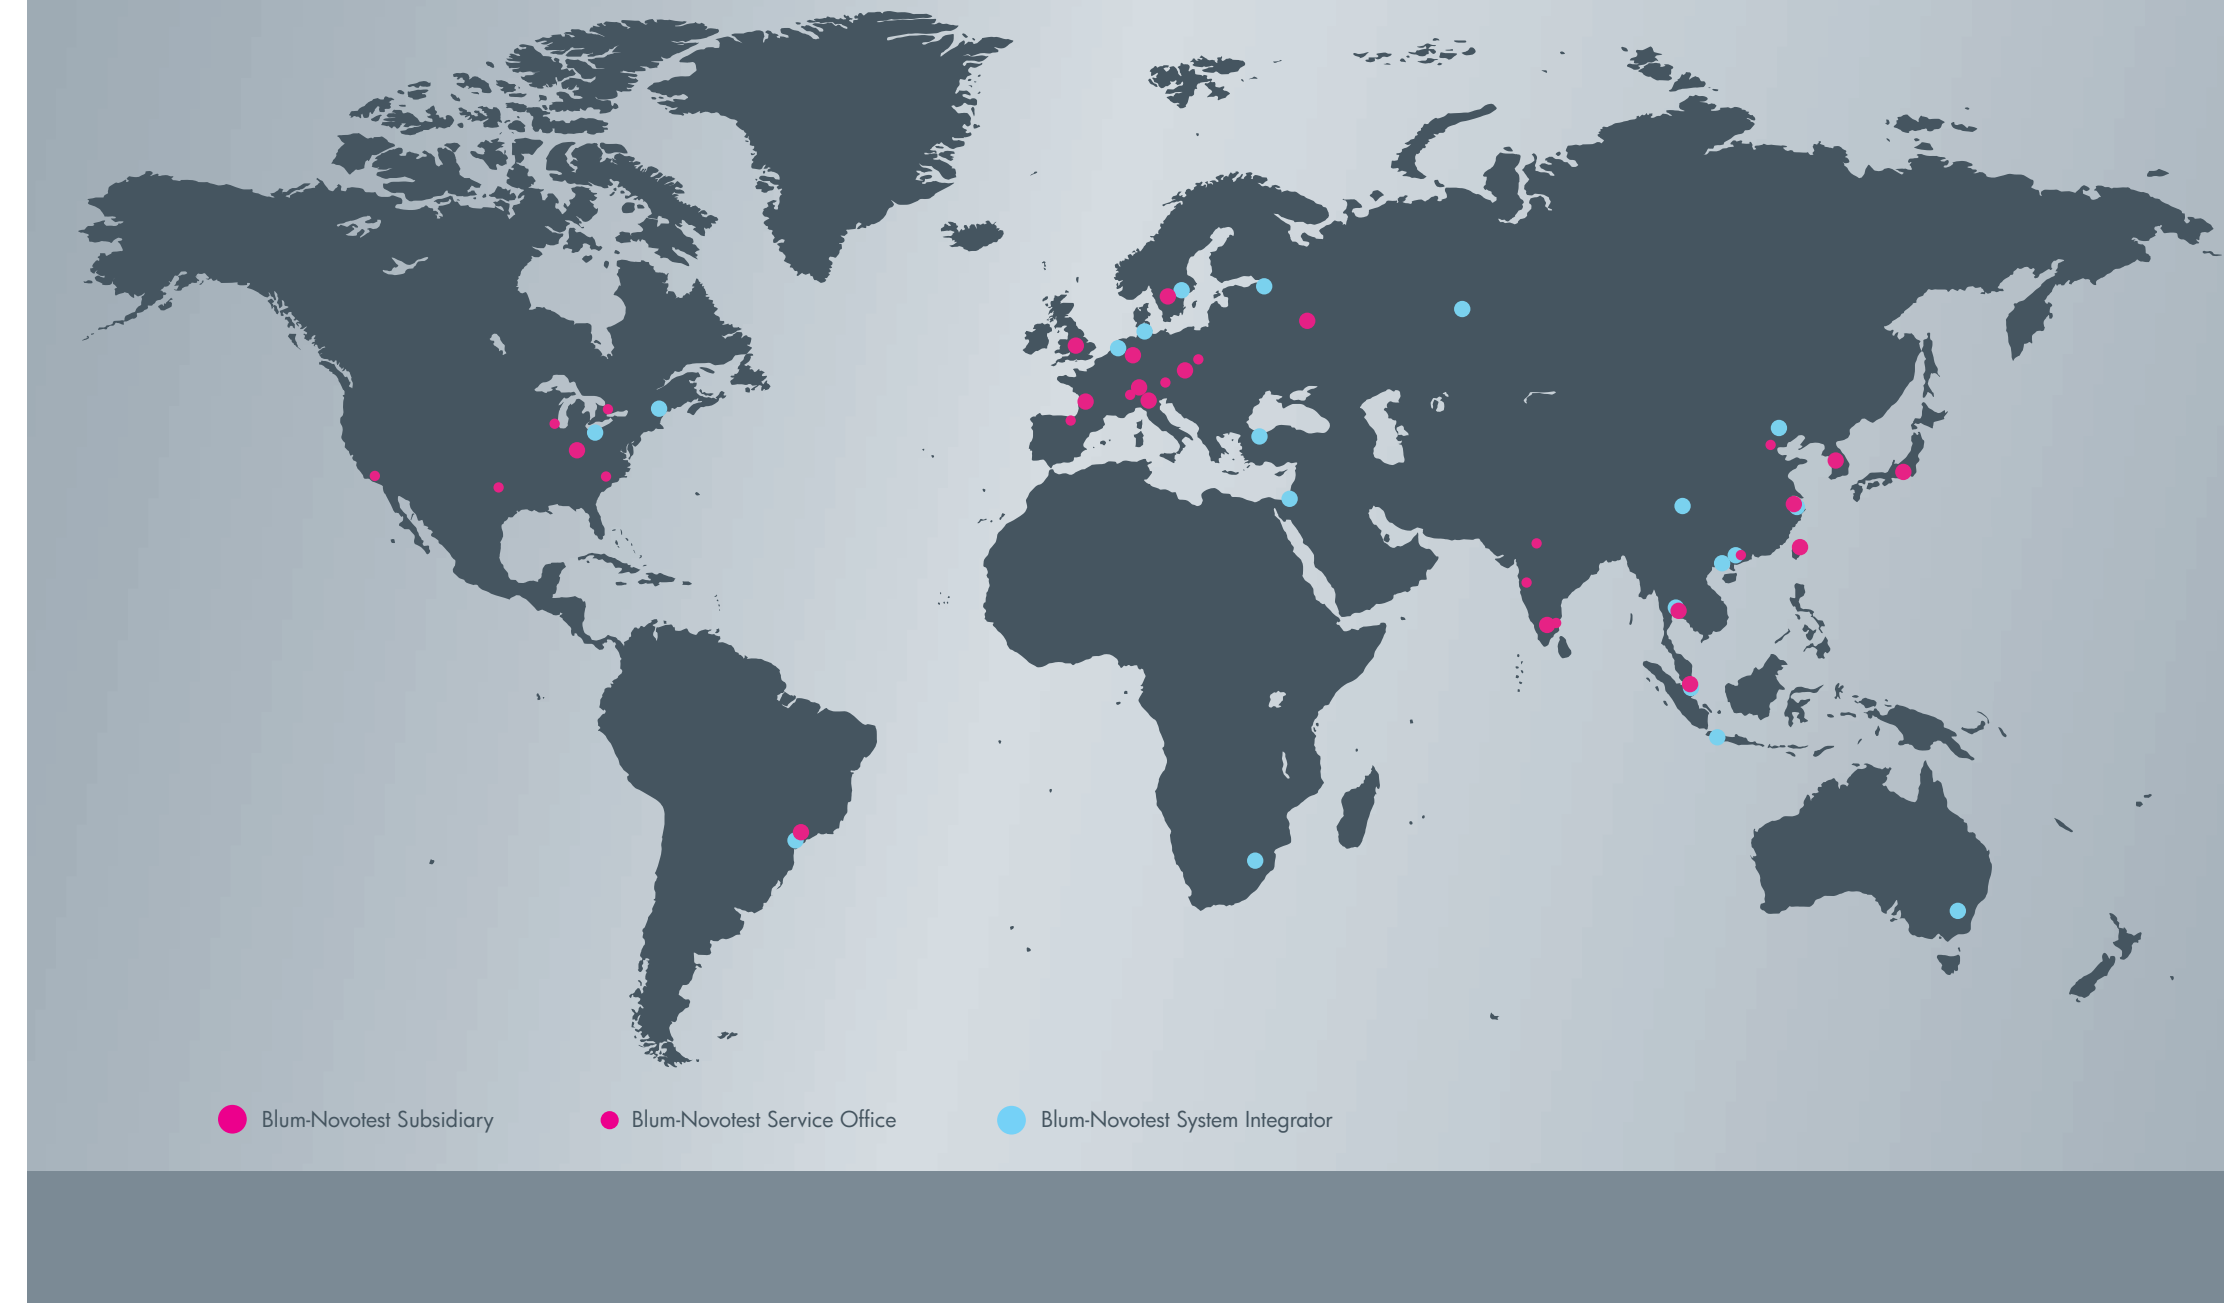 Blum-Novotest Subsidiary
Blum-Novotest Service Office
Blum-Novotest System Integrator